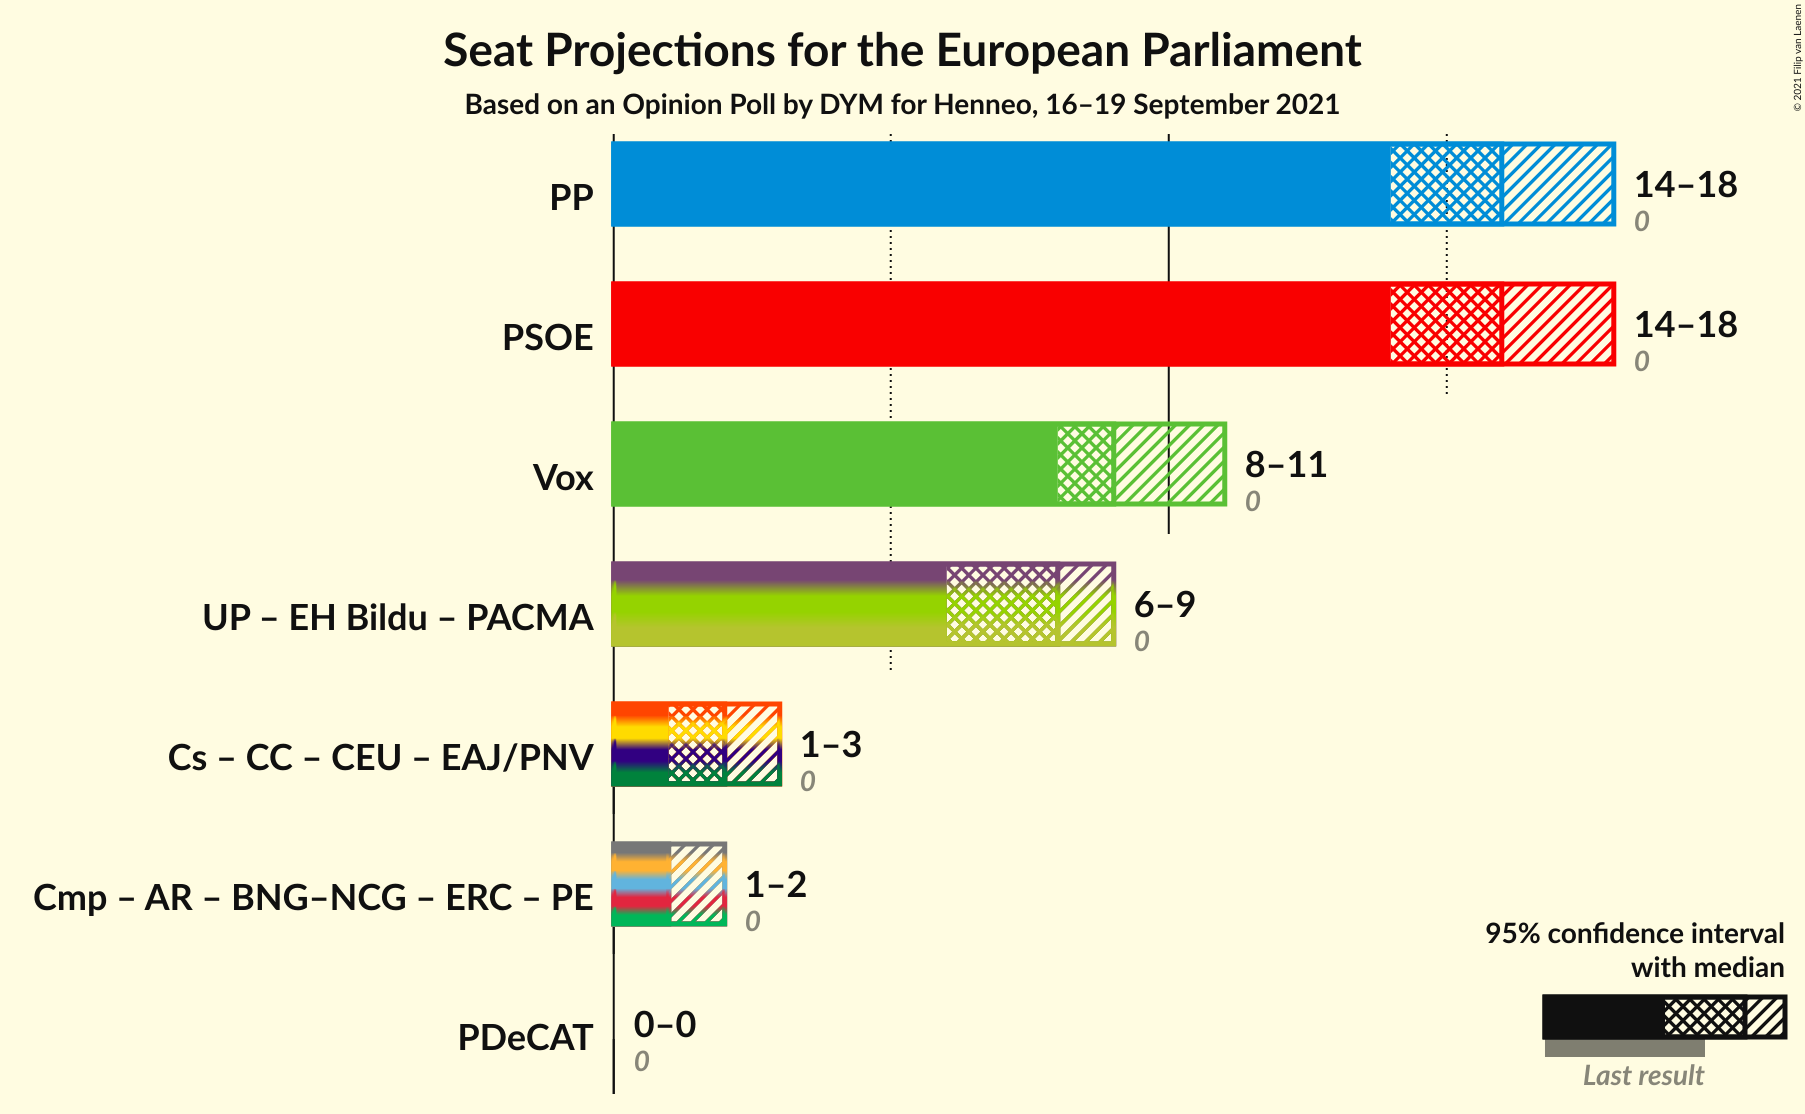 Seat Projections for the European Parliament
Based on an Opinion Poll by DYM for Henneo, 16–19 September 2021
© 2021 Filip van Laenen
PP
14–18
0
PSOE
14–18
0
Vox
8–11
0
UP – EH Bildu – PACMA
6–9
0
Cs – CC – CEU – EAJ/PNV
1–3
0
Cmp – AR – BNG–NCG – ERC – PE
1–2
0
PDeCAT
0–0
0
95% confidence interval
with median
Last result